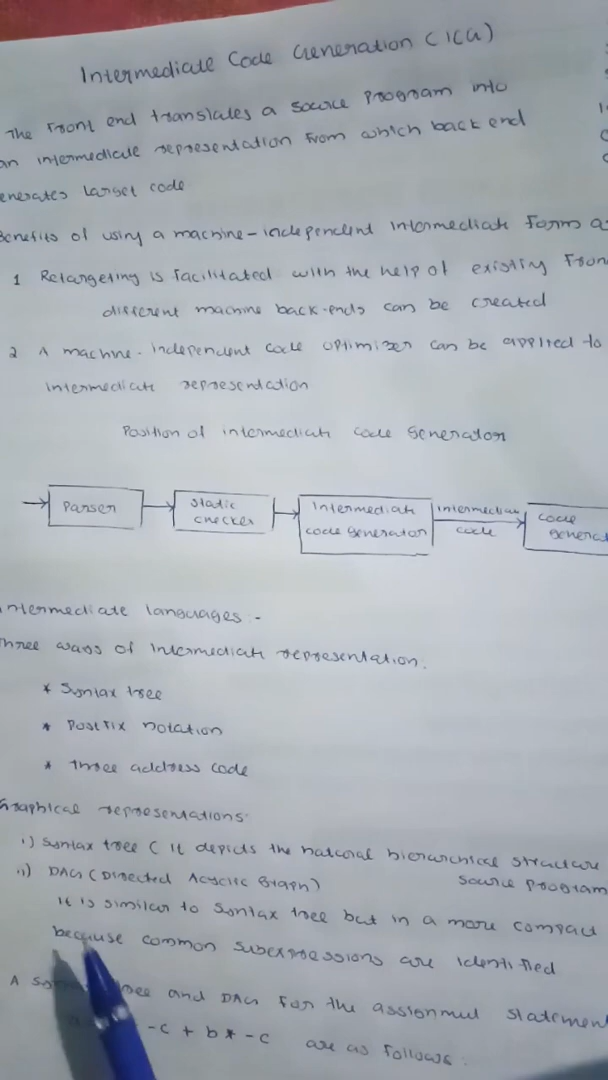 Intermediate Code Generation (ICG)
The Front end translates a source program into
an intermediate representation from which back end
enerates target code
Benefits of using a machine-independent intermediate form a
1 Retargeting is facilitated with the help of existing Fron
different machine back-ends can be created
2 A machine-independent code optimizer can be applied to
intermediate representation
Position of intermediate code generator
Parser
Static checker
Intermediate code generator
intermediate code
code generat
ntermediate languages:-
Three ways of intermediate representation.
* Syntax tree
* Postfix notation
* three address code
Graphical representations.
i) Syntax tree ( It depicts the natural hierarchical structure
source program
ii) DAG (Directed Acyclic Graph)
It is similar to syntax tree but in a more compact
because common subexpressions are identified
A ree and DAG for the assignment statement
-c + b * -c are as follows: